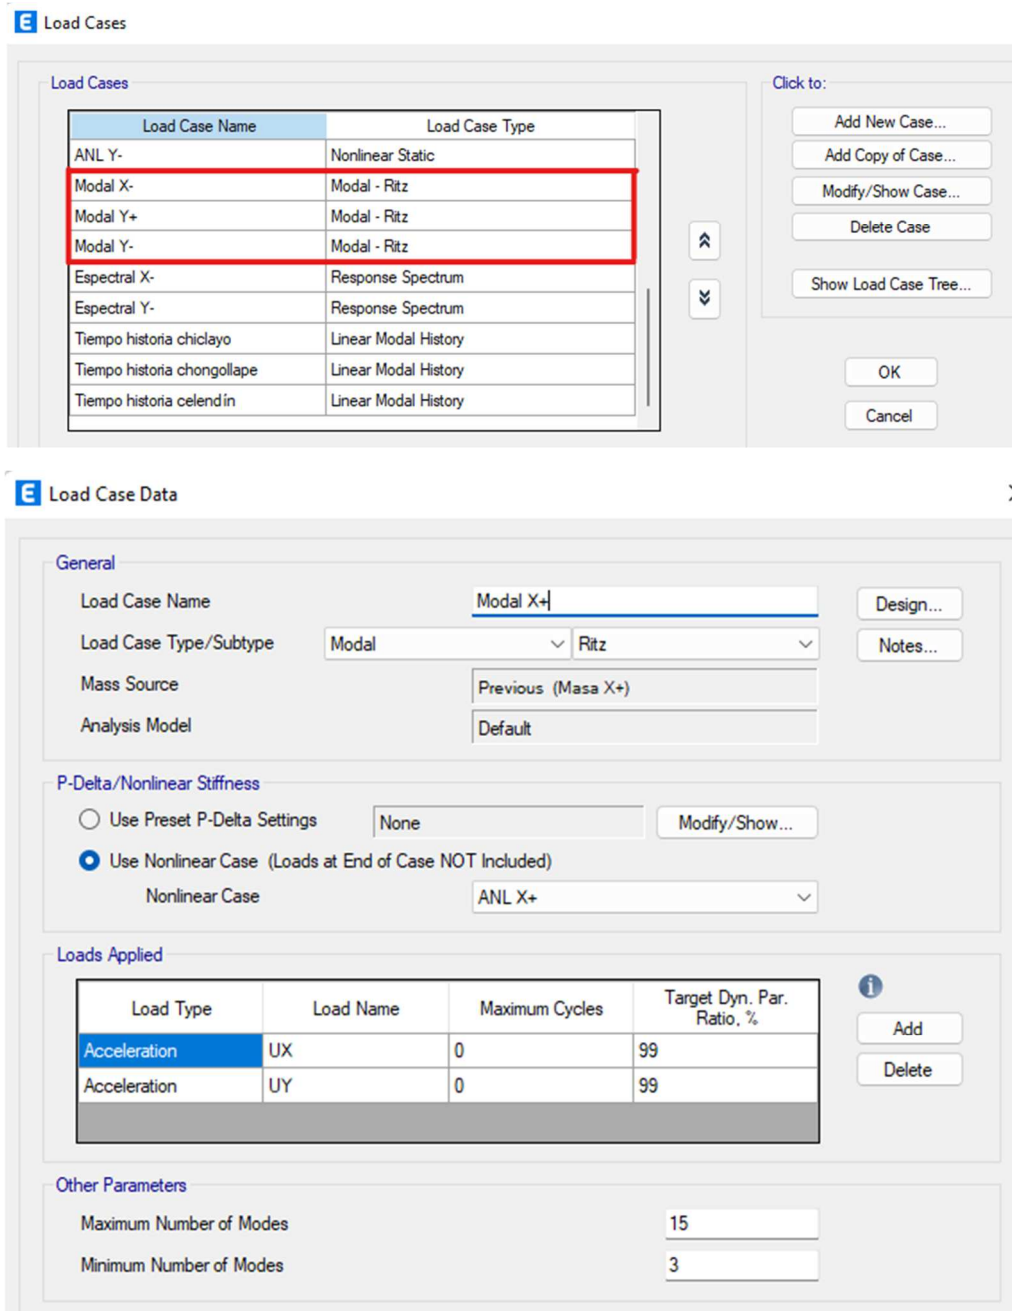 E Load Cases
Load Cases
Click to:
Load Case Name Load Case Type
Add New Case...
ANL Y- Nonlinear Static
Add Copy of Case...
Modal X- Modal - Ritz
Modify/Show Case...
Modal Y+ Modal - Ritz
Delete Case
Modal Y- Modal - Ritz
Espectral X- Response Spectrum
Show Load Case Tree...
Espectral Y- Response Spectrum
Tiempo historia chiclayo Linear Modal History
Tiempo historia chongollape Linear Modal History
OK
Tiempo historia celendín Linear Modal History
Cancel
E Load Case Data
General
Load Case Name Modal X+ Design...
Load Case Type/Subtype Modal Ritz Notes...
Mass Source Previous (Masa X+)
Analysis Model Default
P-Delta/Nonlinear Stiffness
Use Preset P-Delta Settings None Modify/Show...
Use Nonlinear Case (Loads at End of Case NOT Included)
Nonlinear Case ANL X+
Loads Applied
Load Type Load Name Maximum Cycles Target Dyn. Par.
Ratio, %
i
Add
Acceleration UX 0 99
Delete
Acceleration UY 0 99
Other Parameters
Maximum Number of Modes 15
Minimum Number of Modes 3